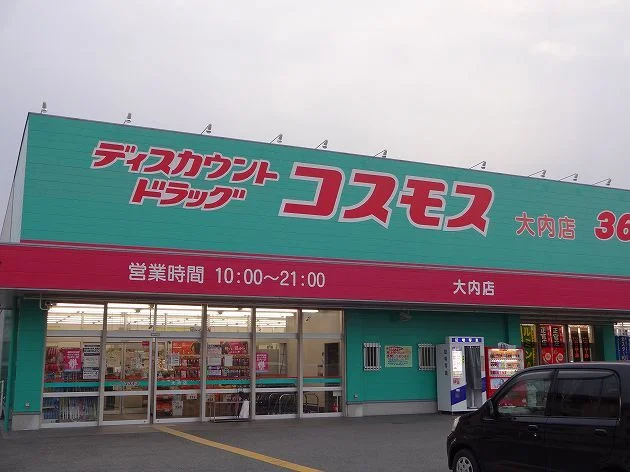 ディスカウント
ドラッグ
コスモス
大内店 36
営業時間 10:00～21:00
大内店